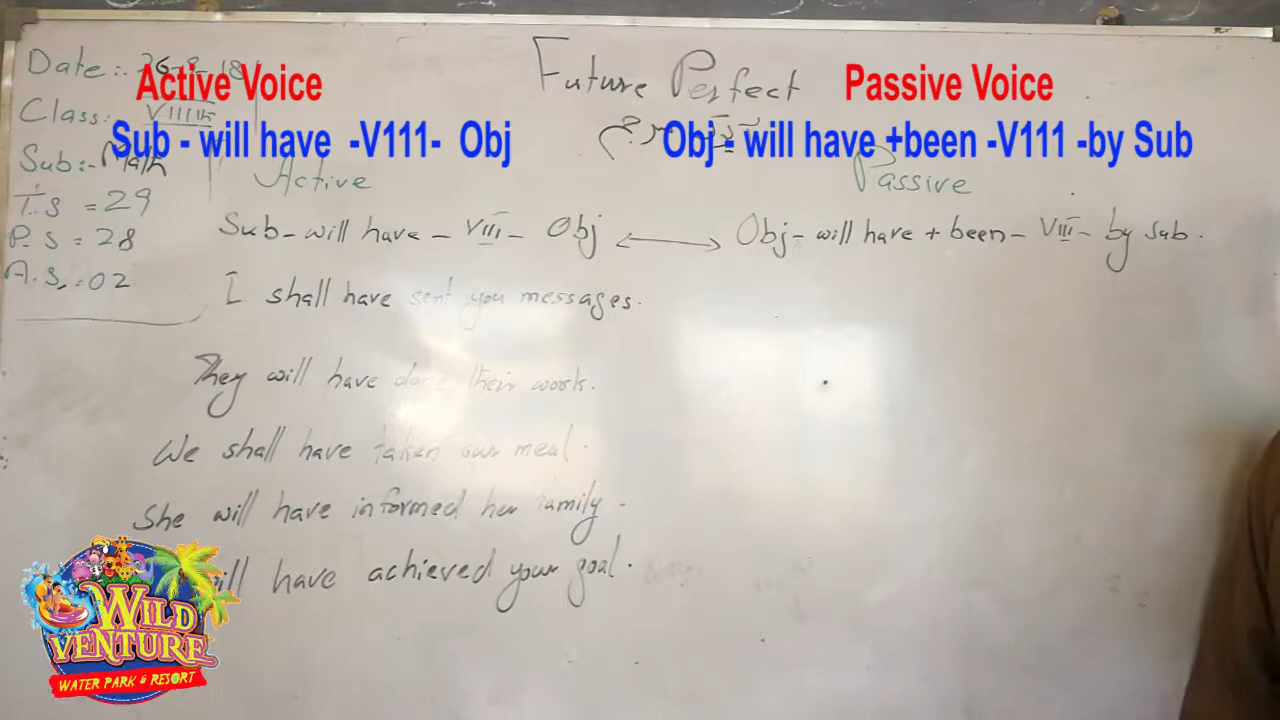 Future Perfect
Active Voice
Passive Voice
Sub - will have -V111- Obj
Obj - will have +been -V111 -by Sub
Date:-
Class:- VIIIth
Sub:- Math
T.S = 29
P.S = 28
A.S.: 02
Active
Passive
Sub - will have - VIII - Obj
Obj - will have + been - VIII - by sub.
I shall have sent you messages.
They will have done their work.
We shall have taken our meal.
She will have informed her family.
will have achieved your goal.
WILD
VENTURE
WATER PARK & RESORT